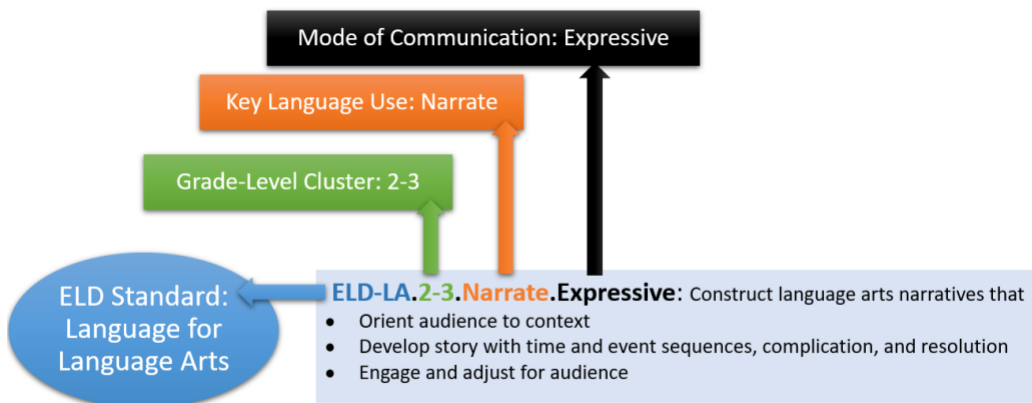 Mode of Communication: Expressive
Key Language Use: Narrate
Grade-Level Cluster: 2-3
ELD Standard:
Language for
Language Arts
ELD-LA.2-3.Narrate.Expressive: Construct language arts narratives that
• Orient audience to context
• Develop story with time and event sequences, complication, and resolution
• Engage and adjust for audience